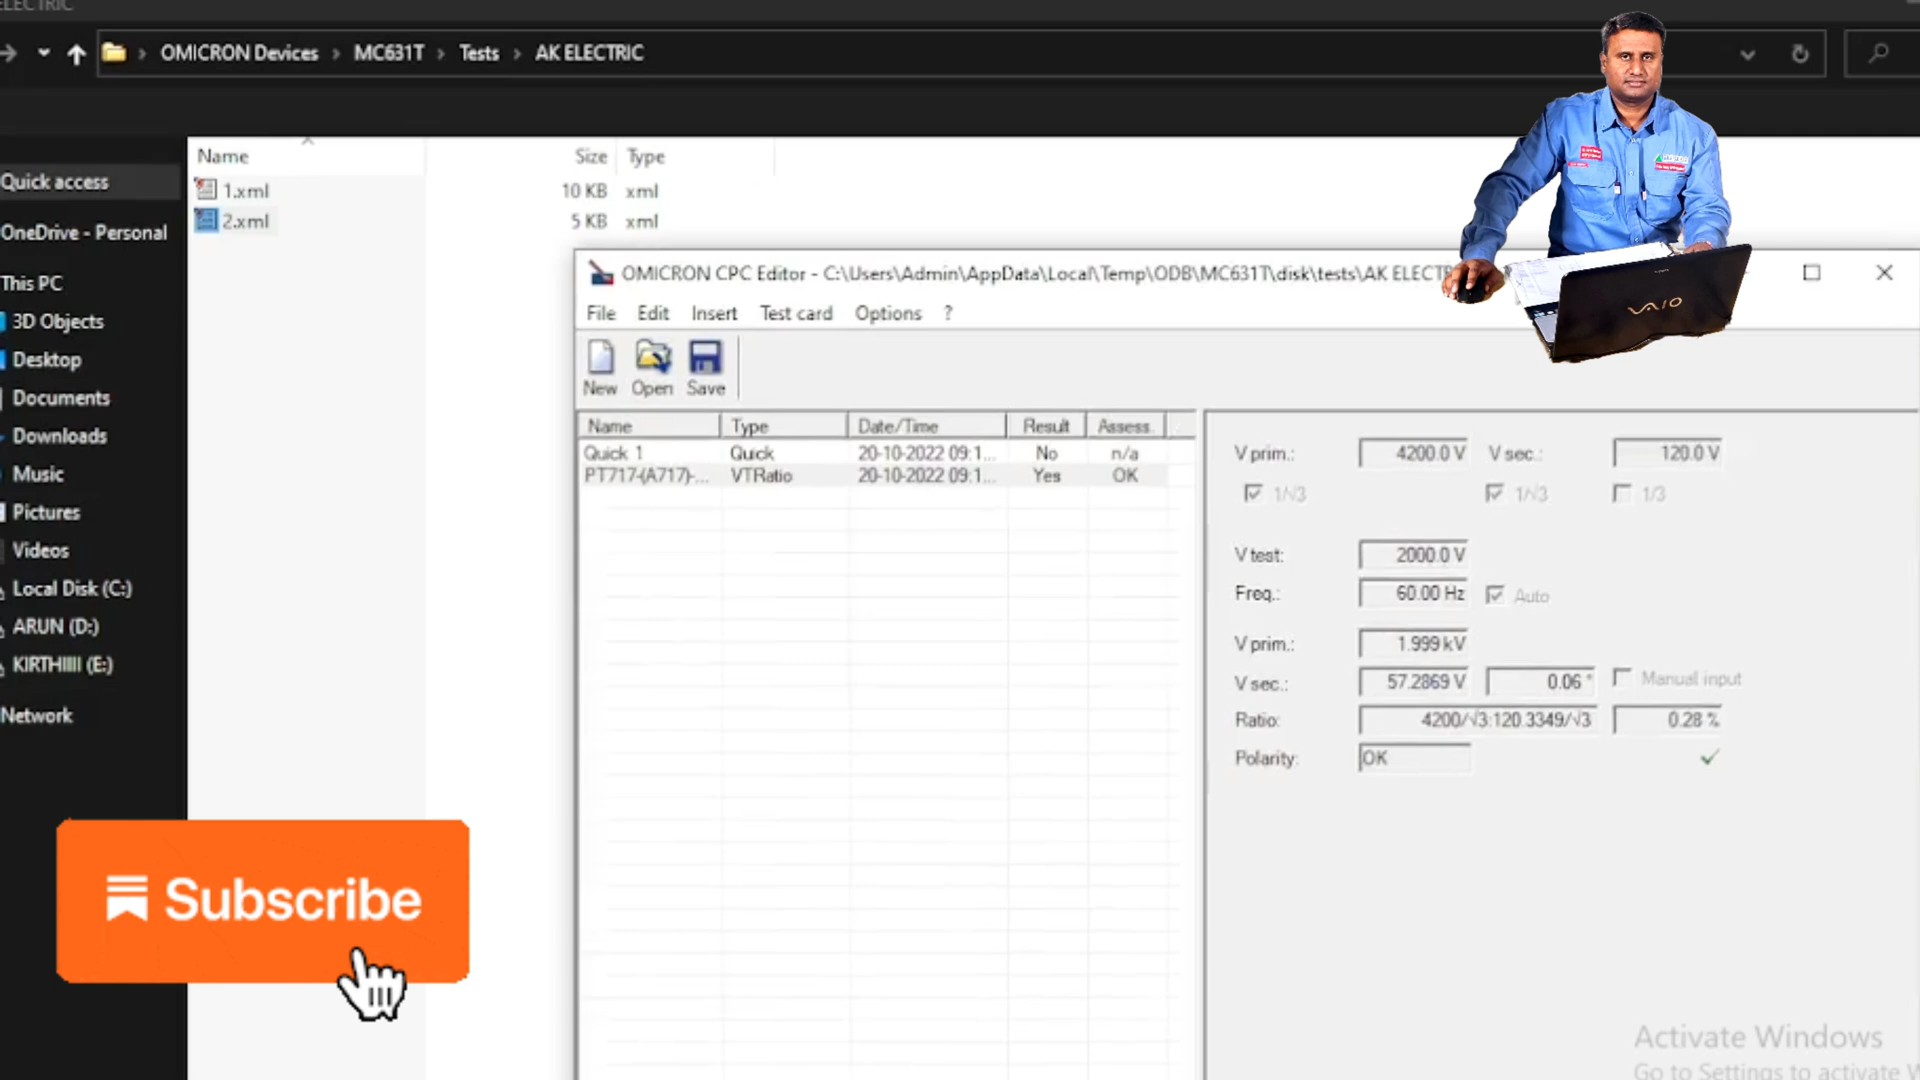 ELECTRIC
OMICRON Devices > MC631T > Tests > AK ELECTRIC
Quick access
OneDrive - Personal
This PC
3D Objects
Desktop
Documents
Downloads
Music
Pictures
Videos
Local Disk (C:)
ARUN (D:)
KIRTHIIII (E:)
Network
Name Size Type
1.xml 10 KB xml
2.xml 5 KB xml
OMICRON CPC Editor - C:\Users\Admin\AppData\Local\Temp\ODB\MC631T\disk\tests\AK ELECT
File Edit Insert Test card Options ?
New Open Save
Name Type Date/Time Result Assess.
Quick 1 Quick 20-10-2022 09:1... No n/a
PT717-(A717)-... VTRatio 20-10-2022 09:1... Yes OK
V prim.: 4200.0 V V sec.: 120.0 V
1/√3 1/√3 1/3
V test: 2000.0 V
Freq.: 60.00 Hz Auto
V prim.: 1.999 kV
V sec.: 57.2869 V 0.06 ° Manual input
Ratio: 4200/√3:120.3349/√3 0.28 %
Polarity: OK
VAIO
Subscribe
Activate Windows
Go to Settings to activate W